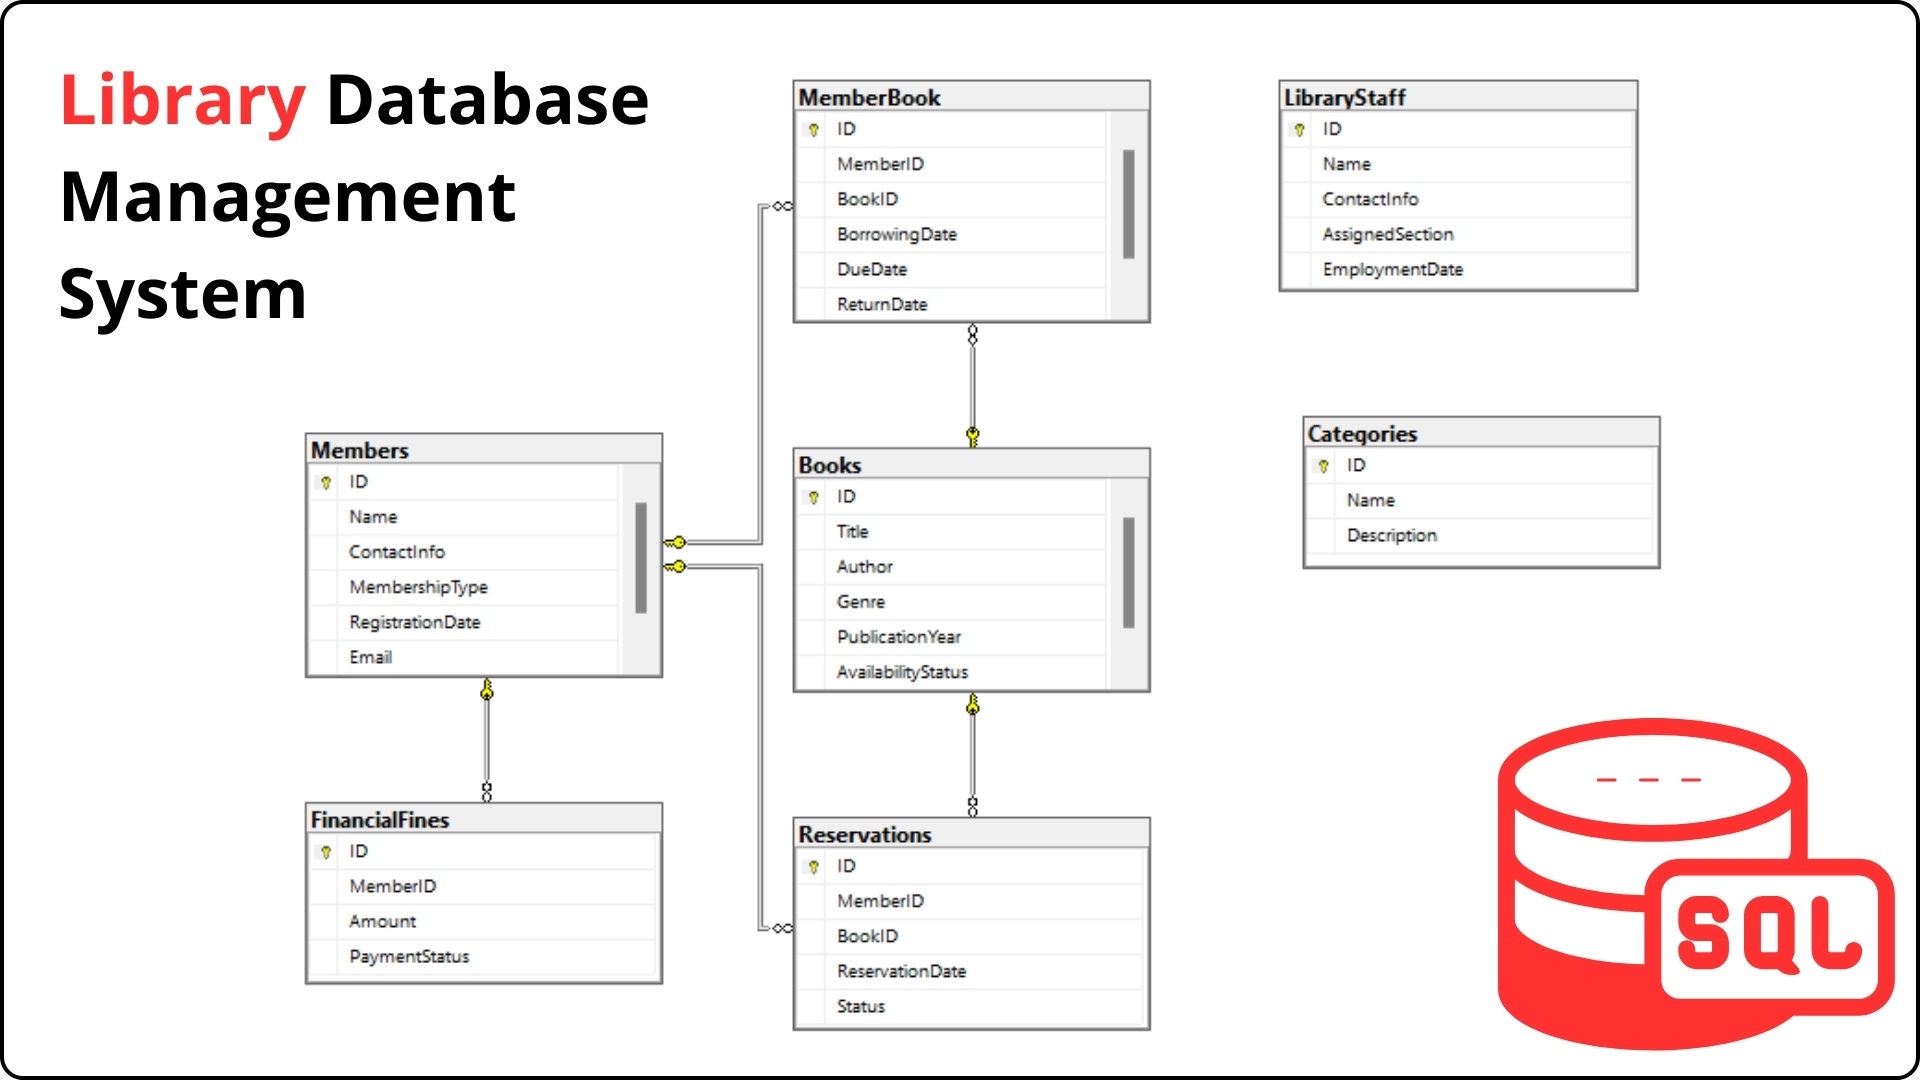 Library Database
Management
System
MemberBook
ID
MemberID
BookID
BorrowingDate
DueDate
ReturnDate
LibraryStaff
ID
Name
ContactInfo
AssignedSection
EmploymentDate
Members
ID
Name
ContactInfo
MembershipType
RegistrationDate
Email
Books
ID
Title
Author
Genre
PublicationYear
AvailabilityStatus
Categories
ID
Name
Description
FinancialFines
ID
MemberID
Amount
PaymentStatus
Reservations
ID
MemberID
BookID
ReservationDate
Status
SQL